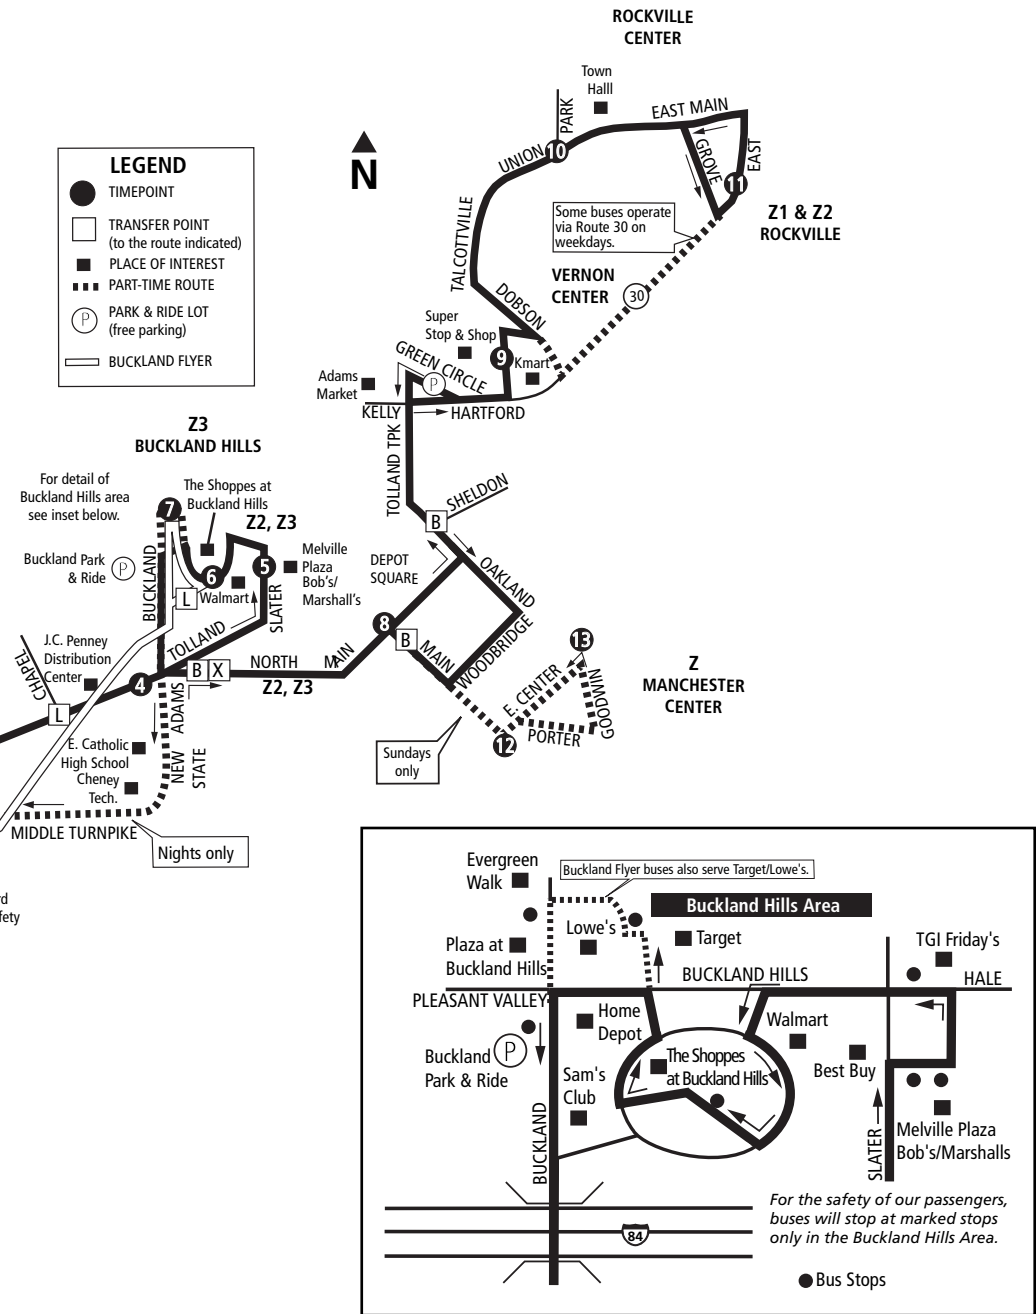 ROCKVILLE
CENTER
Town
Halll
PARK
EAST MAIN
UNION
10
GROVE
EAST
11
Z1 & Z2
ROCKVILLE
N
LEGEND
TIMEPOINT
TRANSFER POINT
(to the route indicated)
PLACE OF INTEREST
PART-TIME ROUTE
P
PARK & RIDE LOT
(free parking)
BUCKLAND FLYER
TALCOTTVILLE
Some buses operate
via Route 30 on
weekdays.
VERNON
CENTER
30
DOBSON
Super
Stop & Shop
9
Kmart
GREEN CIRCLE
P
Adams
Market
KELLY
HARTFORD
TOLLAND TPK
Z3
BUCKLAND HILLS
For detail of
Buckland Hills area
see inset below.
The Shoppes at
Buckland Hills
7
Z2, Z3
SHELDON
B
Buckland Park
& Ride
P
BUCKLAND
6
5
Melville
Plaza
Bob's/
Marshall's
Walmart
L
SLATER
TOLLAND
DEPOT
SQUARE
OAKLAND
8
B
MAIN
WOODBRIDGE
J.C. Penney
Distribution
Center
CHAPEL
L
4
B
X
NORTH
MAIN
Z2, Z3
NEW
ADAMS
STATE
E. Catholic
High School
Cheney
Tech.
MIDDLE TURNPIKE
Nights only
Sundays
only
13
E. CENTER
GOODWIN
PORTER
12
Z
MANCHESTER
CENTER
rd
fety
Evergreen
Walk
Buckland Flyer buses also serve Target/Lowe's.
Buckland Hills Area
Lowe's
Target
Plaza at
Buckland Hills
TGI Friday's
BUCKLAND HILLS
HALE
PLEASANT VALLEY
Home
Depot
Walmart
Buckland
Park & Ride
P
The Shoppes
at Buckland Hills
Best Buy
Sam's
Club
BUCKLAND
SLATER
Melville Plaza
Bob's/Marshalls
84
For the safety of our passengers,
buses will stop at marked stops
only in the Buckland Hills Area.
Bus Stops